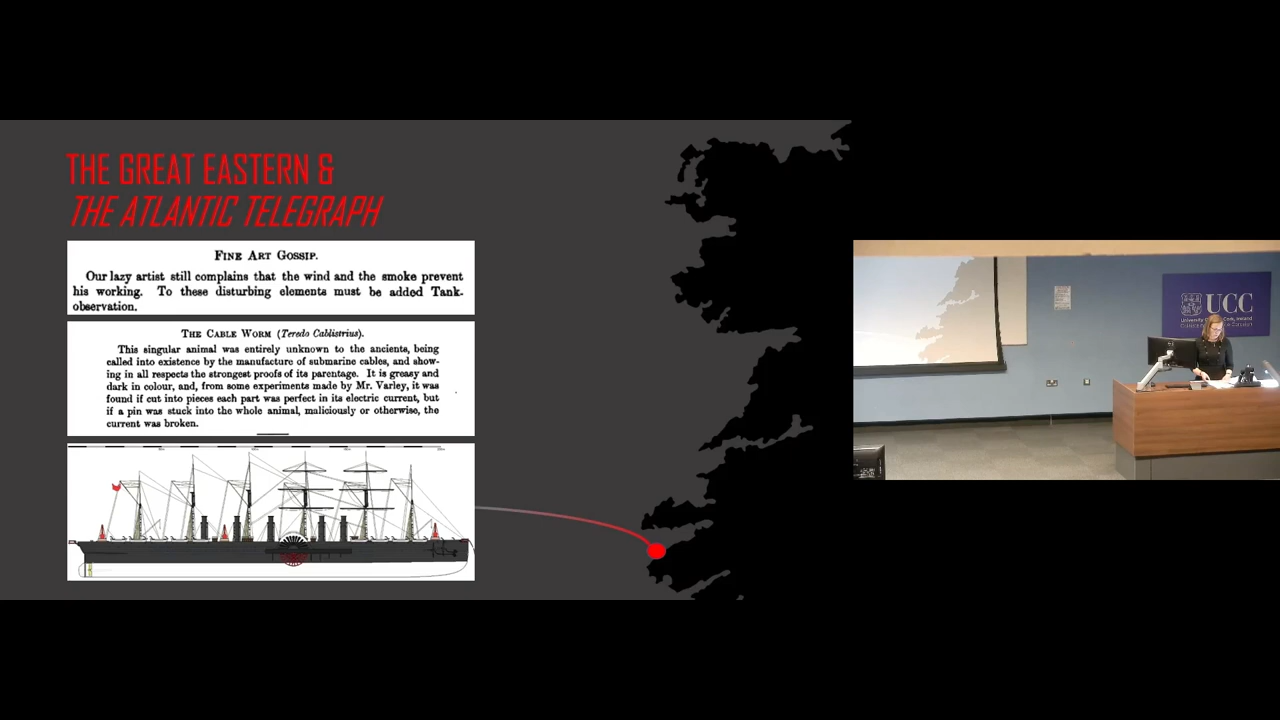 THE GREAT EASTERN &
THE ATLANTIC TELEGRAPH
FINE ART GOSSIP.
Our lazy artist still complains that the wind and the smoke prevent
his working. To these disturbing elements must be added Tank-
observation.
THE CABLE WORM (Teredo Cablistrius).
This singular animal was entirely unknown to the ancients, being
called into existence by the manufacture of submarine cables, and show-
ing in all respects the strongest proofs of its parentage. It is greasy and
dark in colour, and, from some experiments made by Mr. Varley, it was
found if cut into pieces each part was perfect in its electric current, but
if a pin was stuck into the whole animal, maliciously or otherwise, the
current was broken.
UCC